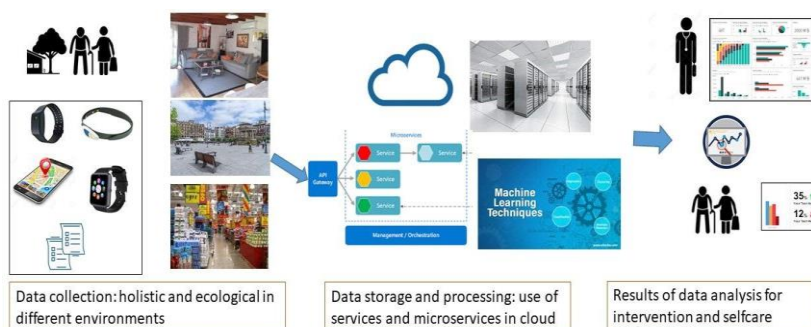 Microservices
API
Gateway
Service
Service
Service
Service
Management / Orchestration
Machine
Learning
Techniques
35%
12%
Data collection: holistic and ecological in
different environments
Data storage and processing: use of
services and microservices in cloud
Results of data analysis for
intervention and selfcare